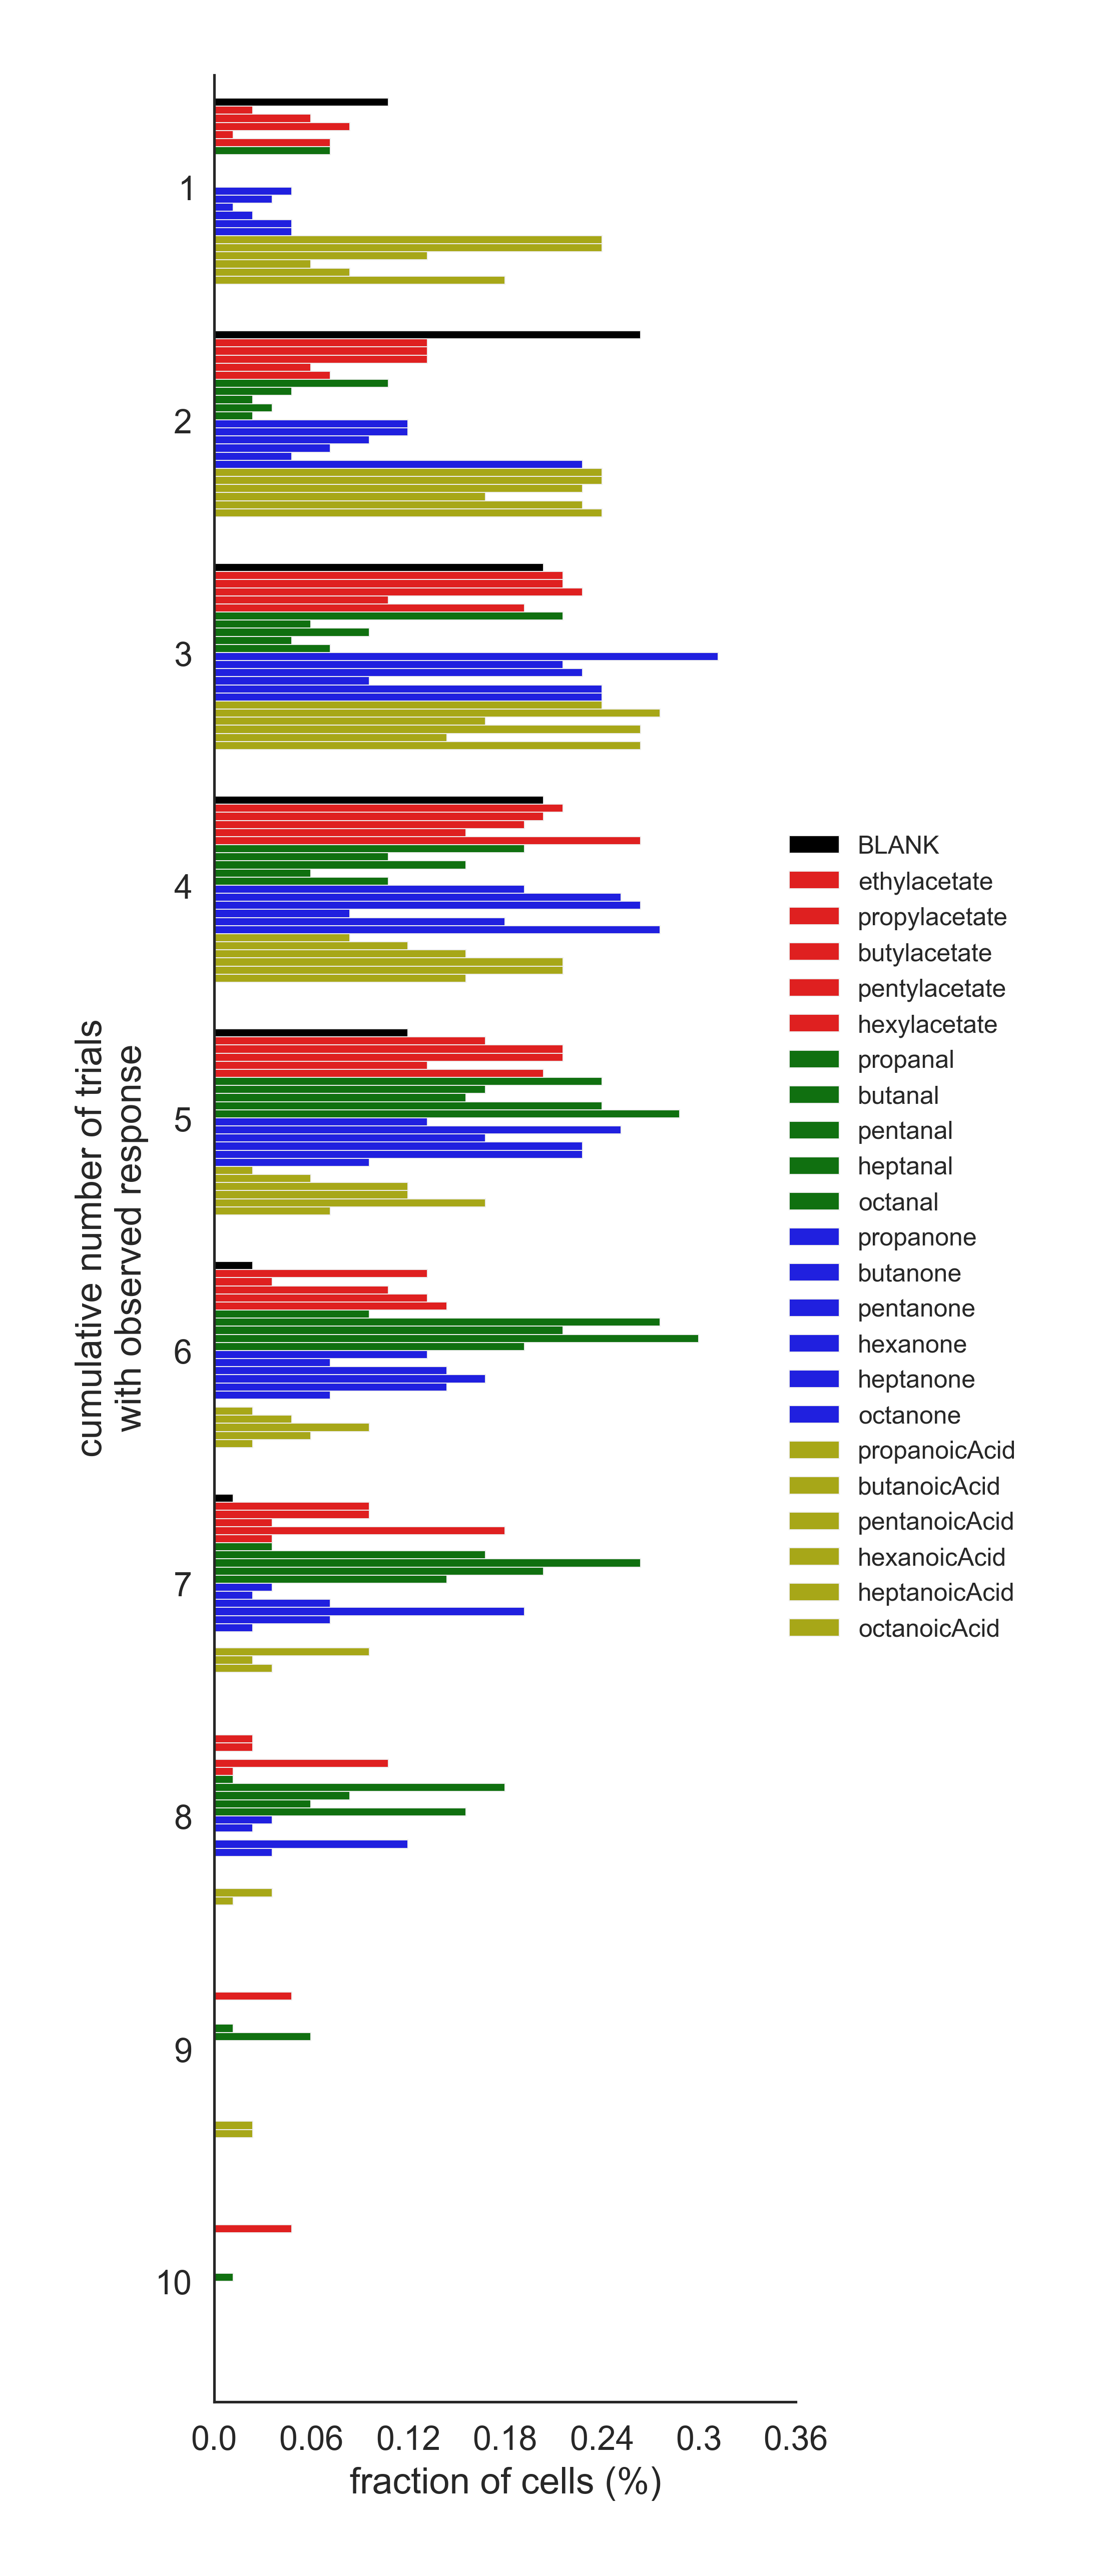 1
2
3
4
5
6
7
8
9
10
cumulative number of trials
with observed response
BLANK
ethylacetate
propylacetate
butylacetate
pentylacetate
hexylacetate
propanal
butanal
pentanal
heptanal
octanal
propanone
butanone
pentanone
hexanone
heptanone
octanone
propanoicAcid
butanoicAcid
pentanoicAcid
hexanoicAcid
heptanoicAcid
octanoicAcid
0.0 0.06 0.12 0.18 0.24 0.3 0.36
fraction of cells (%)